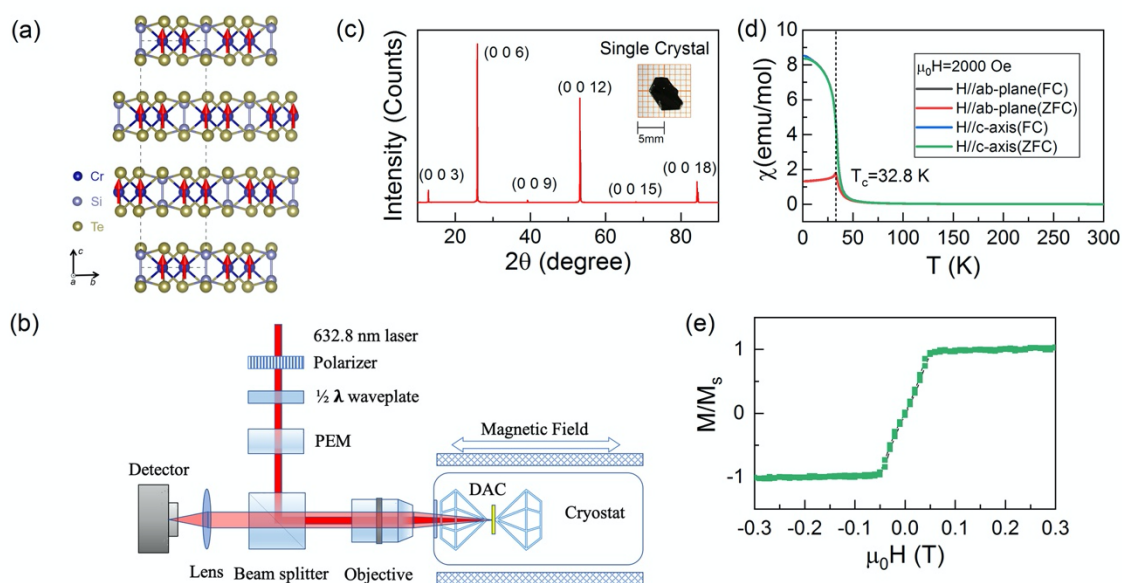 (a)
Cr
Si
Te
c
a
b
(b)
632.8 nm laser
Polarizer
½ λ waveplate
PEM
Magnetic Field
Detector
DAC
Cryostat
Lens
Beam splitter
Objective
(c)
Intensity (Counts)
(0 0 3)
(0 0 6)
(0 0 9)
(0 0 12)
(0 0 15)
(0 0 18)
Single Crystal
5mm
20
40
60
80
2θ (degree)
(d)
χ(emu/mol)
10
8
6
4
2
0
μ₀H=2000 Oe
H//ab-plane(FC)
H//ab-plane(ZFC)
H//c-axis(FC)
H//c-axis(ZFC)
T_c=32.8 K
0
50
100
150
200
250
300
T (K)
(e)
M/Mₛ
1
0
-1
-0.3
-0.2
-0.1
0.0
0.1
0.2
0.3
μ₀H (T)